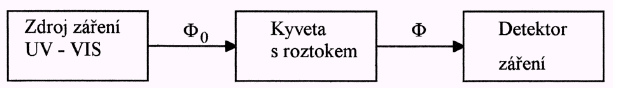 Zdroj záření
UV - VIS
Φ₀
Kyveta
s roztokem
Φ
Detektor
záření